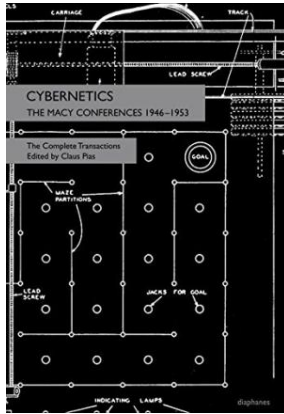 OLS
CARRIAGE
TRACK
LEAD SCREW
CYBERNETICS
THE MACY CONFERENCES 1946–1953
The Complete Transactions
Edited by Claus Pias
GOAL
MAZE
PARTITIONS
LEAD
SCREW
JACKS FOR GOAL
diaphanes
INDICATING LAMPS